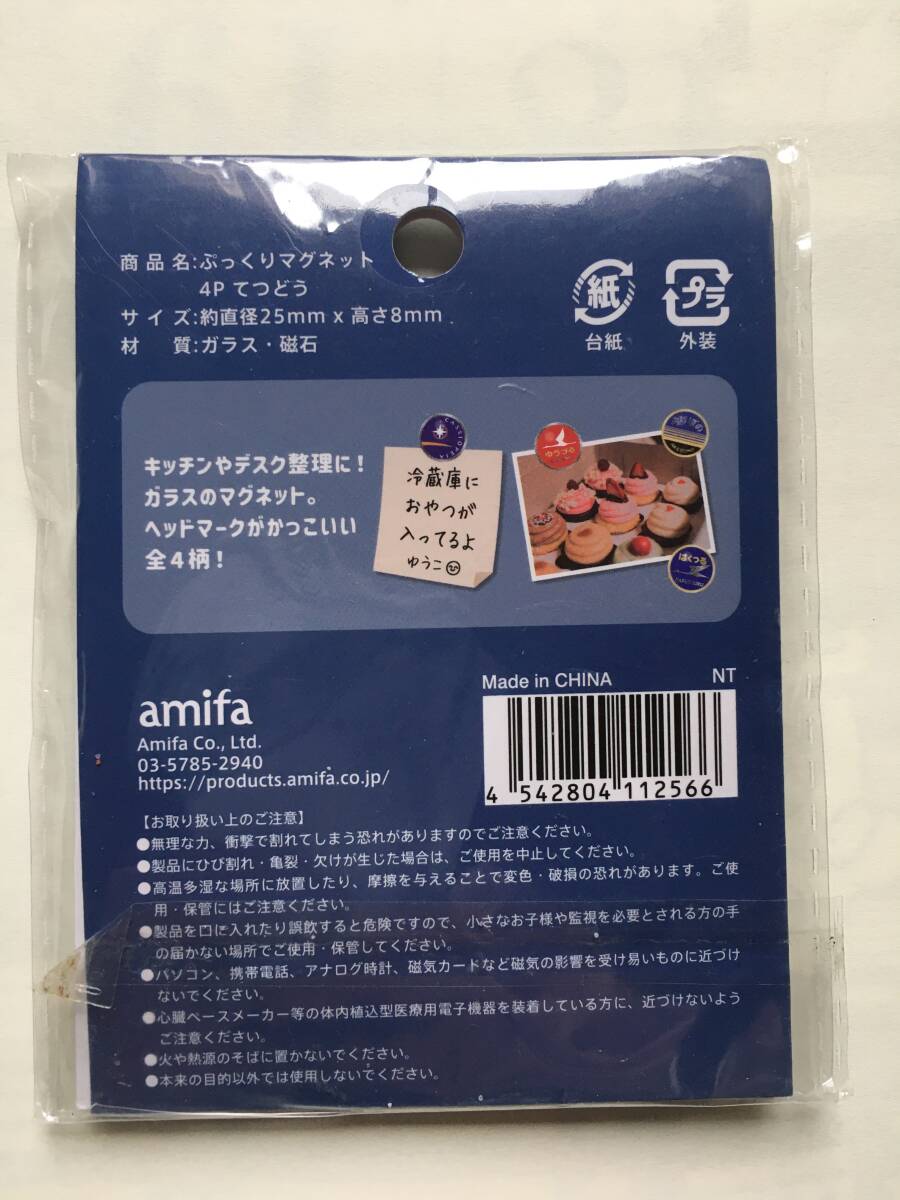 商品名:ぷっくりマグネット
4P てつどう
サイズ:約直径25mm x 高さ8mm
材 質:ガラス・磁石
紙
台紙
プラ
外装
キッチンやデスク整理に!
ガラスのマグネット。
ヘッドマークがかっこいい
全4柄!
CASSIOPEIA
冷蔵庫に
おやつが
入ってるよ
ゆうこ
ゆうづる
はくつる
amifa
Amifa Co., Ltd.
03-5785-2940
https://products.amifa.co.jp/
Made in CHINA
NT
4 542804 112566
【お取り扱い上のご注意】
●無理な力、衝撃で割れてしまう恐れがありますのでご注意ください。
●製品にひび割れ・亀裂・欠けが生じた場合は、ご使用を中止してください。
●高温多湿な場所に放置したり、摩擦を与えることで変色・破損の恐れがあります。ご使
用・保管にはご注意ください。
●製品を口に入れたり誤飲すると危険ですので、小さなお子様や監視を必要とされる方の手
の届かない場所でご使用・保管してください。
●パソコン、携帯電話、アナログ時計、磁気カードなど磁気の影響を受け易いものに近づけ
ないでください。
●心臓ペースメーカー等の体内植込型医療用電子機器を装着している方に、近づけないよう
ご注意ください。
●火や熱源のそばに置かないでください。
●本来の目的以外では使用しないでください。